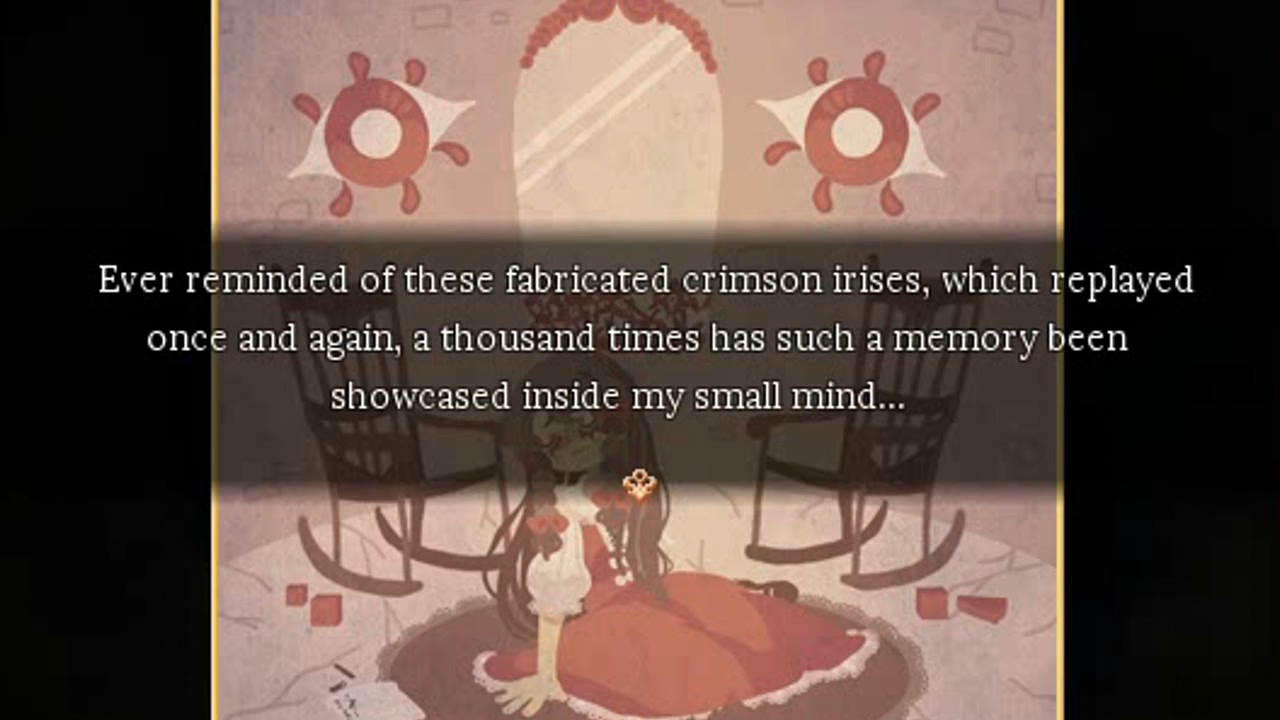 Ever reminded of these fabricated crimson irises, which replayed
once and again, a thousand times has such a memory been
showcased inside my small mind...